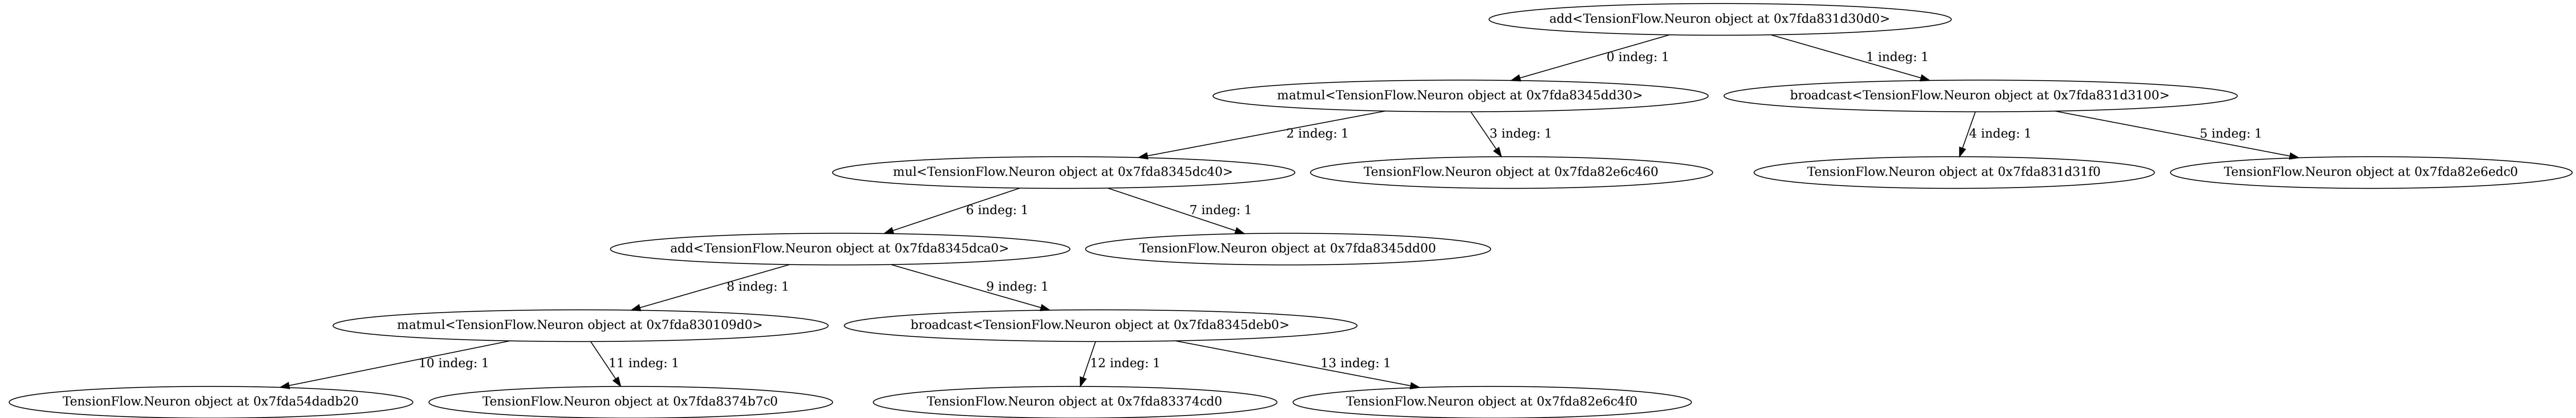 add<TensionFlow.Neuron object at 0x7fda831d30d0>
0 indeg: 1
1 indeg: 1
matmul<TensionFlow.Neuron object at 0x7fda8345dd30>
broadcast<TensionFlow.Neuron object at 0x7fda831d3100>
2 indeg: 1
3 indeg: 1
4 indeg: 1
5 indeg: 1
mul<TensionFlow.Neuron object at 0x7fda8345dc40>
TensionFlow.Neuron object at 0x7fda82e6c460
TensionFlow.Neuron object at 0x7fda831d31f0
TensionFlow.Neuron object at 0x7fda82e6edc0
6 indeg: 1
7 indeg: 1
add<TensionFlow.Neuron object at 0x7fda8345dca0>
TensionFlow.Neuron object at 0x7fda8345dd00
8 indeg: 1
9 indeg: 1
matmul<TensionFlow.Neuron object at 0x7fda830109d0>
broadcast<TensionFlow.Neuron object at 0x7fda8345deb0>
10 indeg: 1
11 indeg: 1
12 indeg: 1
13 indeg: 1
TensionFlow.Neuron object at 0x7fda54dadb20
TensionFlow.Neuron object at 0x7fda8374b7c0
TensionFlow.Neuron object at 0x7fda83374cd0
TensionFlow.Neuron object at 0x7fda82e6c4f0